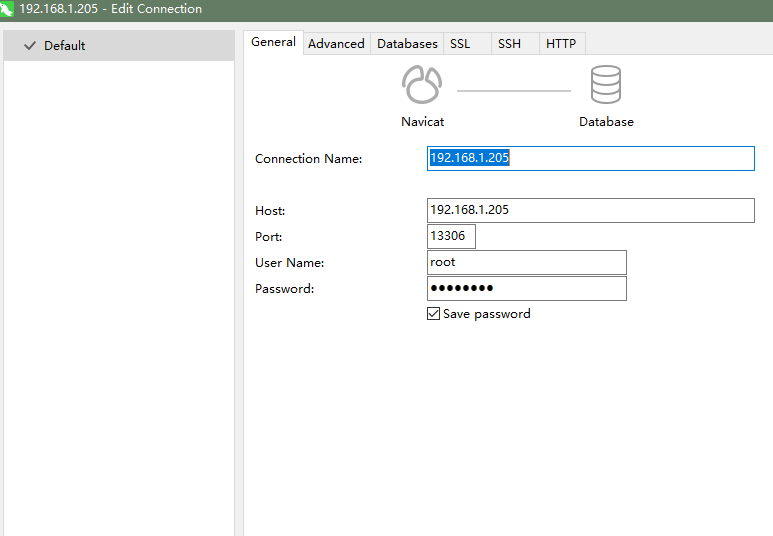 192.168.1.205 - Edit Connection
Default
General Advanced Databases SSL SSH HTTP
Navicat Database
Connection Name: 192.168.1.205
Host: 192.168.1.205
Port: 13306
User Name: root
Password: ●●●●●●●●
Save password